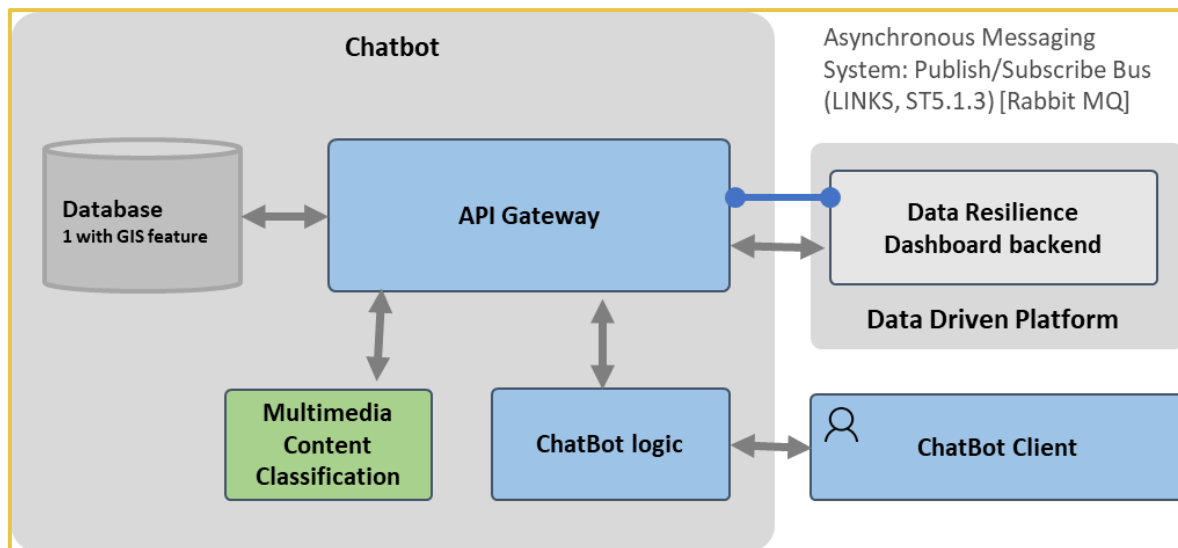 Chatbot
Asynchronous Messaging
System: Publish/Subscribe Bus
(LINKS, ST5.1.3) [Rabbit MQ]
Database
1 with GIS feature
API Gateway
Data Resilience
Dashboard backend
Data Driven Platform
Multimedia
Content
Classification
ChatBot logic
ChatBot Client